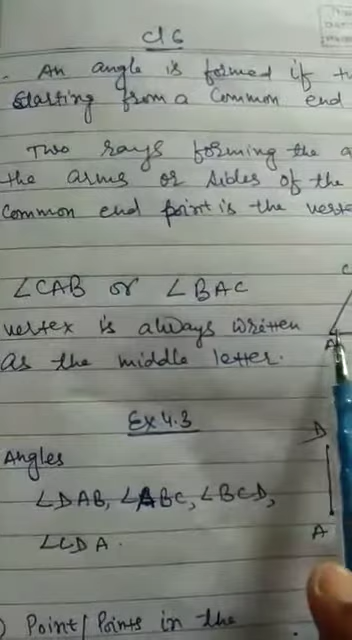 cl 6
An angle is formed if
starting from a common end
Two rays forming the
the arms or sides of the
common end point is the
C
∠CAB or ∠BAC
vertex is always written
A
as the middle letter.
Ex 4.3
D
Angles
∠DAB, ∠ABC, ∠BCD,
A
∠CDA.
) Point/Points in the